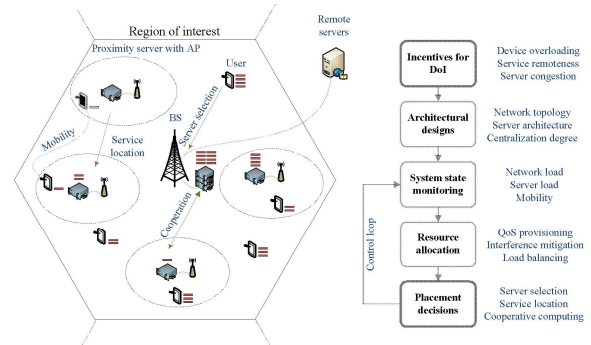 Region of interest
Remote
servers
Proximity server with AP
User
BS
Server selection
Mobility
Service
location
Cooperation
Incentives for
DoI
Device overloading
Service remoteness
Server congestion
Architectural
designs
Network topology
Server architecture
Centralization degree
System state
monitoring
Network load
Server load
Mobility
Control loop
Resource
allocation
QoS provisioning
Interference mitigation
Load balancing
Placement
decisions
Server selection
Service location
Cooperative computing